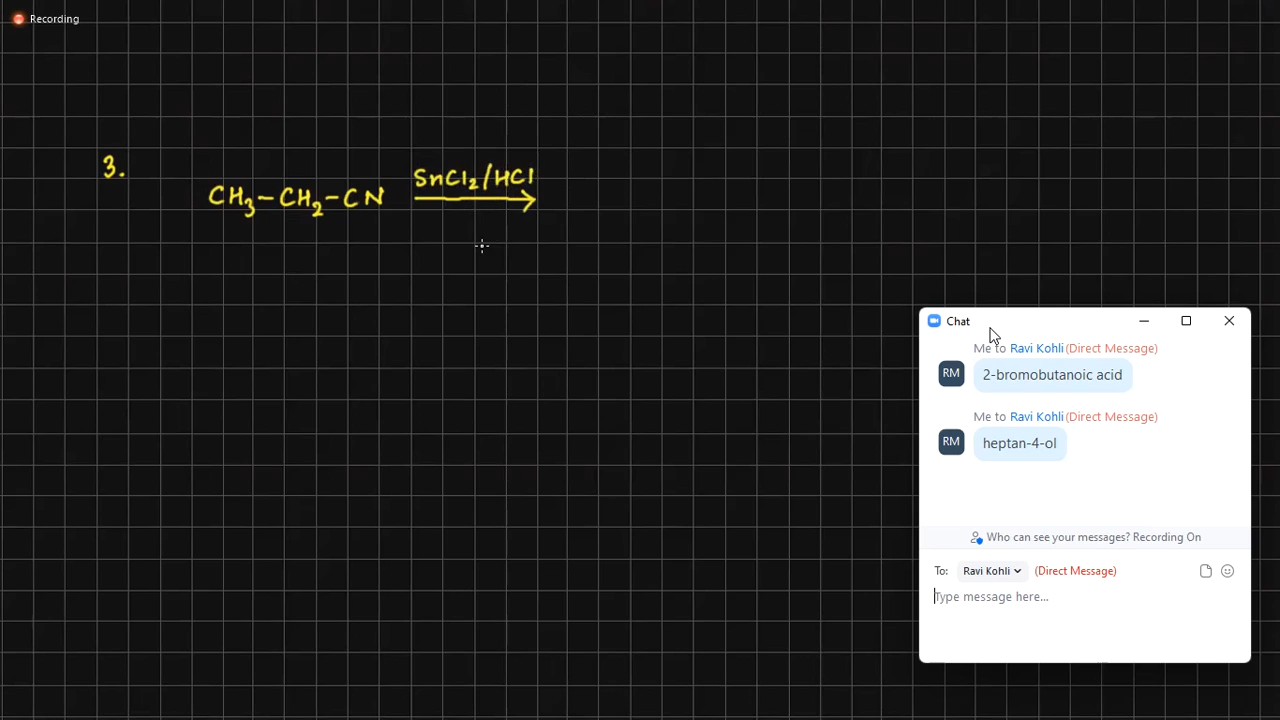 Recording
3.
SnCl₂/HCl
CH₃-CH₂-CN
Chat
Me to Ravi Kohli(Direct Message)
RM
2-bromobutanoic acid
Me to Ravi Kohli(Direct Message)
RM
heptan-4-ol
Who can see your messages? Recording On
To: Ravi Kohli (Direct Message)
Type message here...